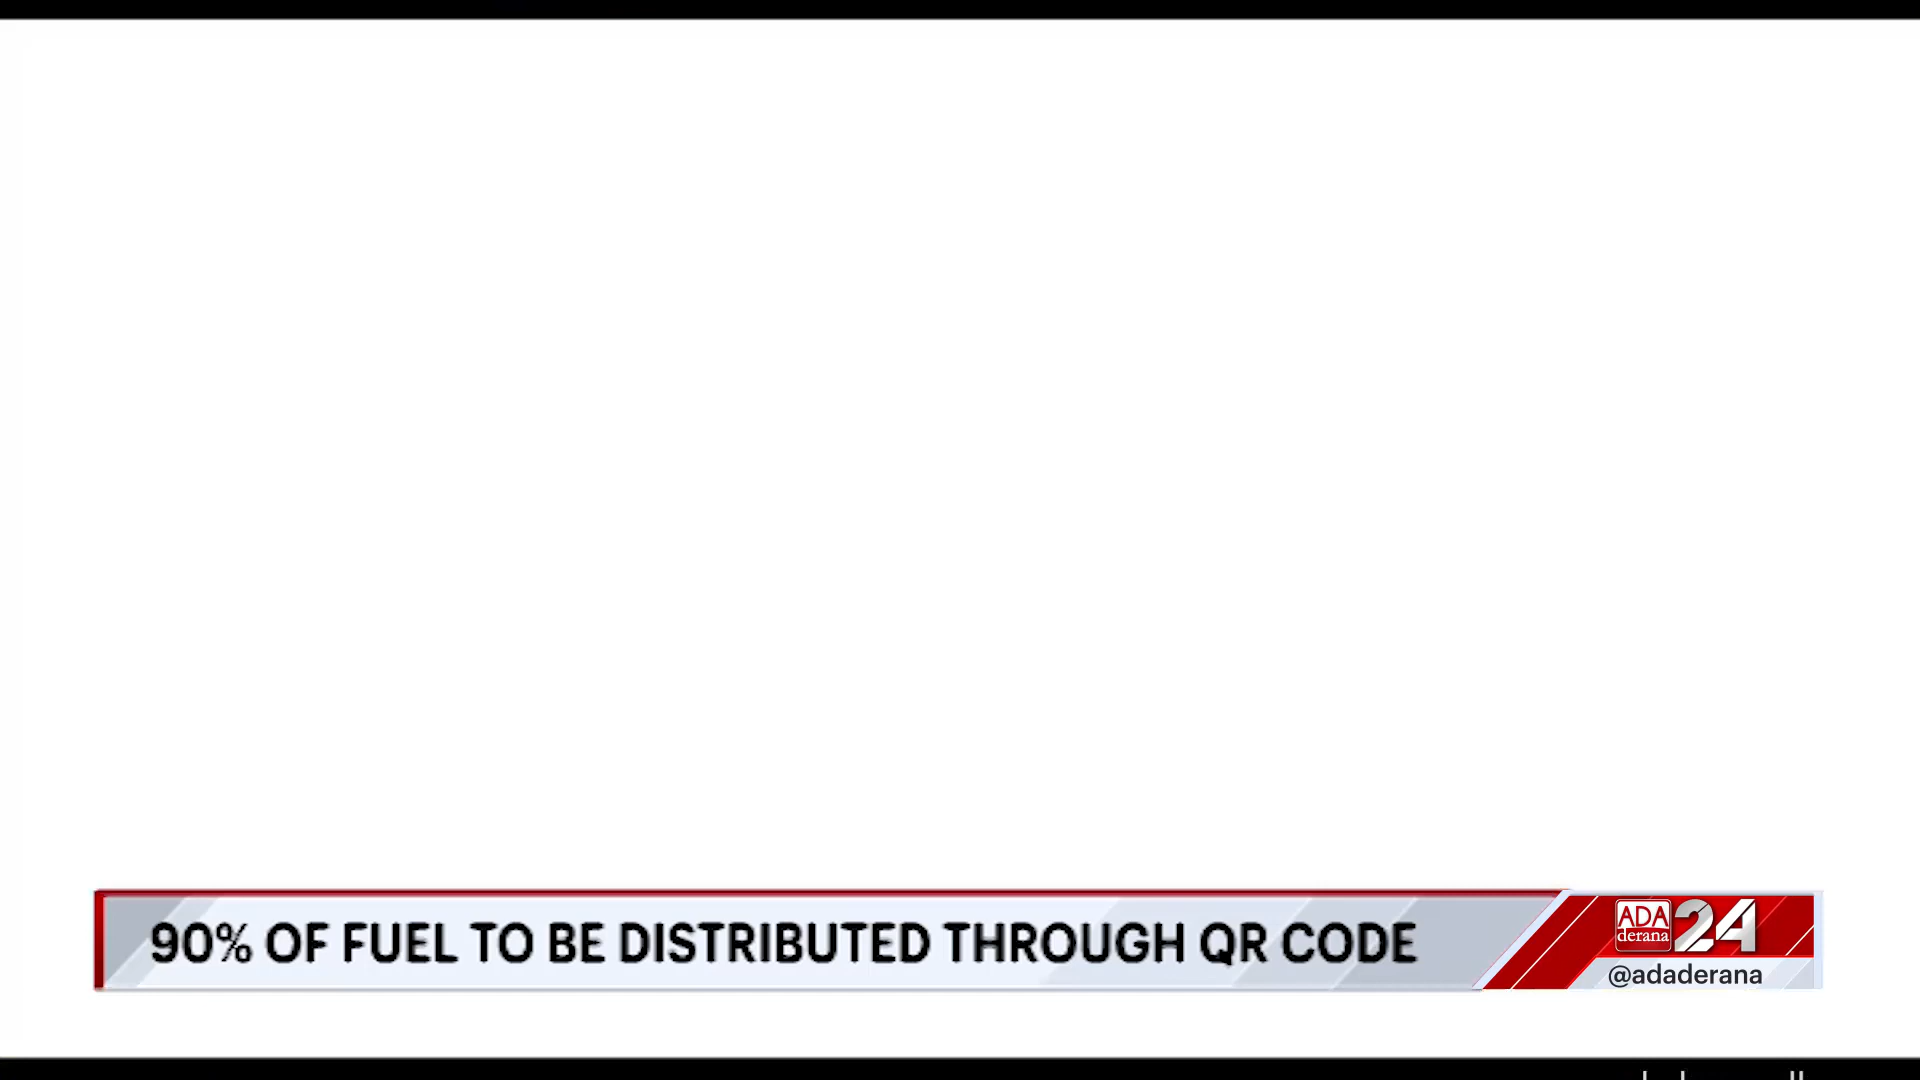 90% OF FUEL TO BE DISTRIBUTED THROUGH QR CODE
ADA
derana
24
@adaderana